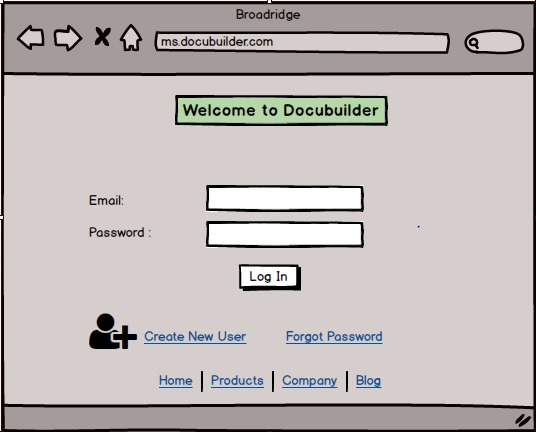 Broadridge
ms.docubuilder.com
Welcome to Docubuilder
Email:
Password :
Log In
Create New User Forgot Password
Home Products Company Blog